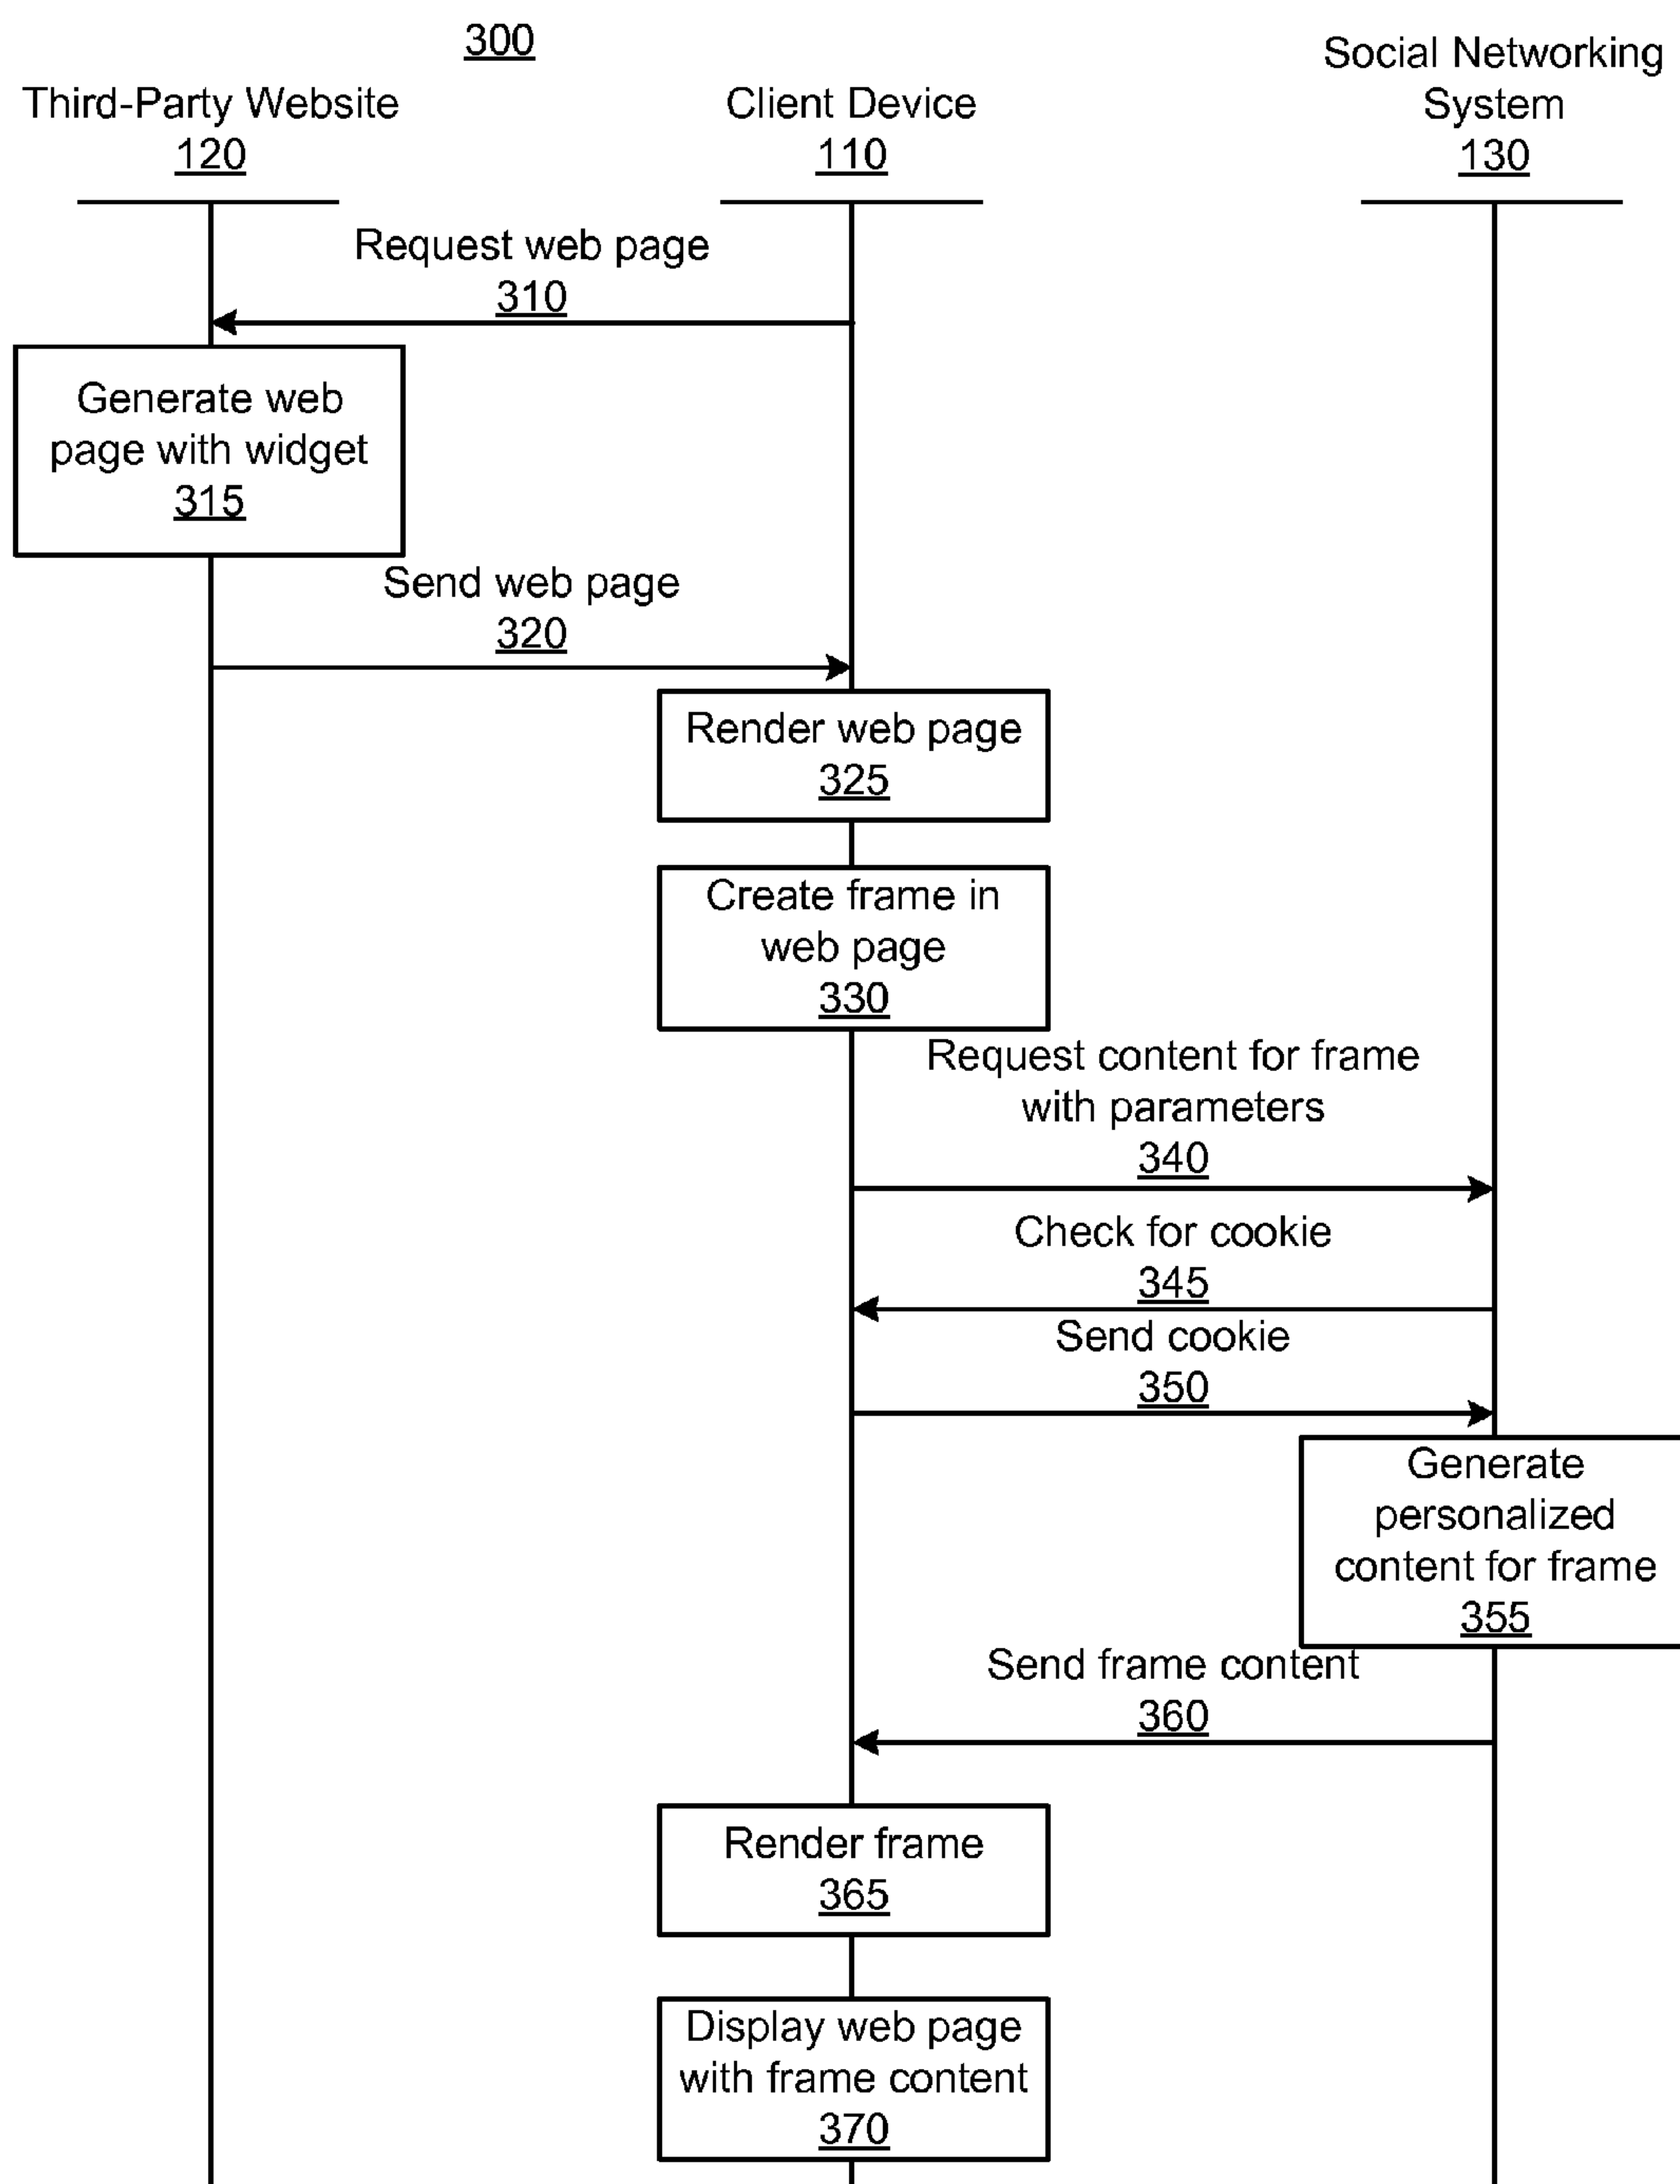 300
Third-Party Website
120
Client Device
110
Social Networking
System
130
Request web page
310
Generate web
page with widget
315
Send web page
320
Render web page
325
Create frame in
web page
330
Request content for frame
with parameters
340
Check for cookie
345
Send cookie
350
Generate
personalized
content for frame
355
Send frame content
360
Render frame
365
Display web page
with frame content
370